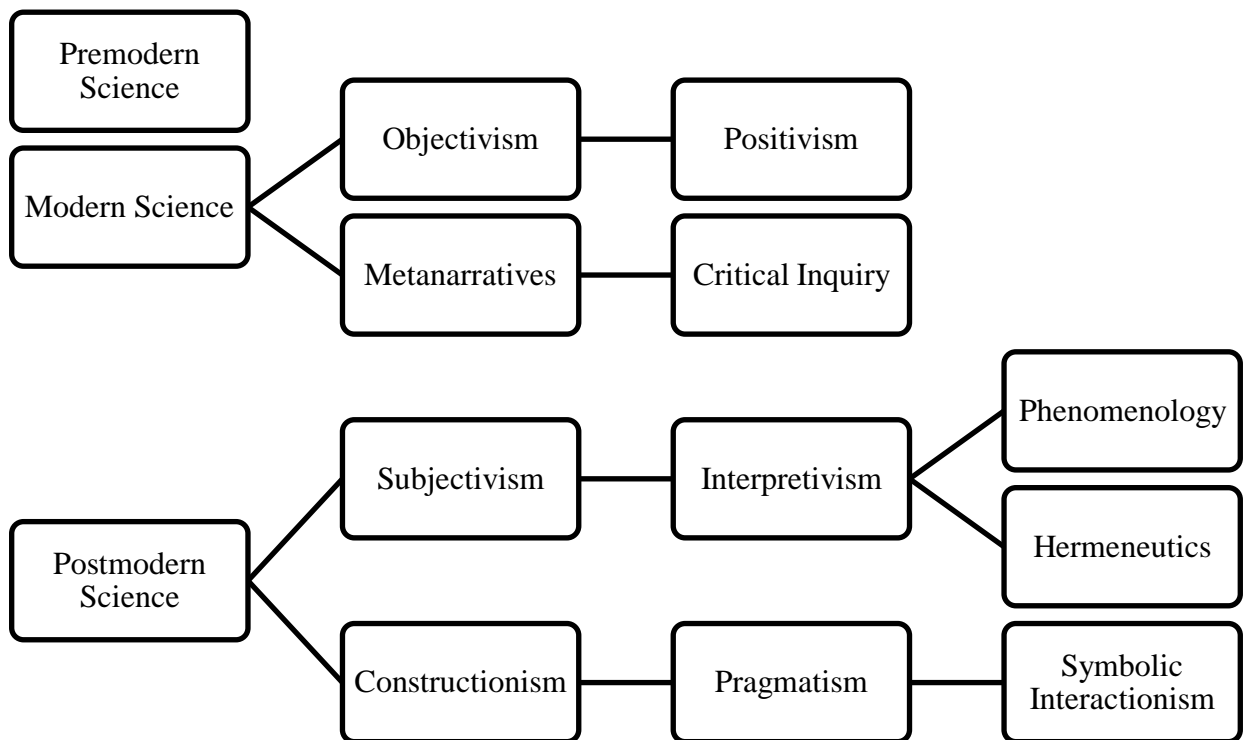 Premodern
Science
Modern Science
Objectivism
Positivism
Metanarratives
Critical Inquiry
Postmodern
Science
Subjectivism
Interpretivism
Phenomenology
Hermeneutics
Constructionism
Pragmatism
Symbolic
Interactionism